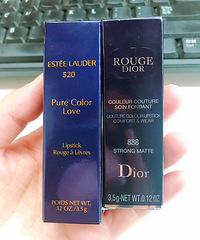 ESTĒE LAUDER
520
Pure Color
Love
Lipstick
Rouge à Lèvres
POIDS NET WT.
.12 OZ./3.5g
ROUGE
DIOR
COULEUR COUTURE
SOIN FONDANT
COUTURE COLOUR LIPSTICK
COMFORT & WEAR
888
STRONG MATTE
Dior
3.5g-NET WT.0.12 OZ.